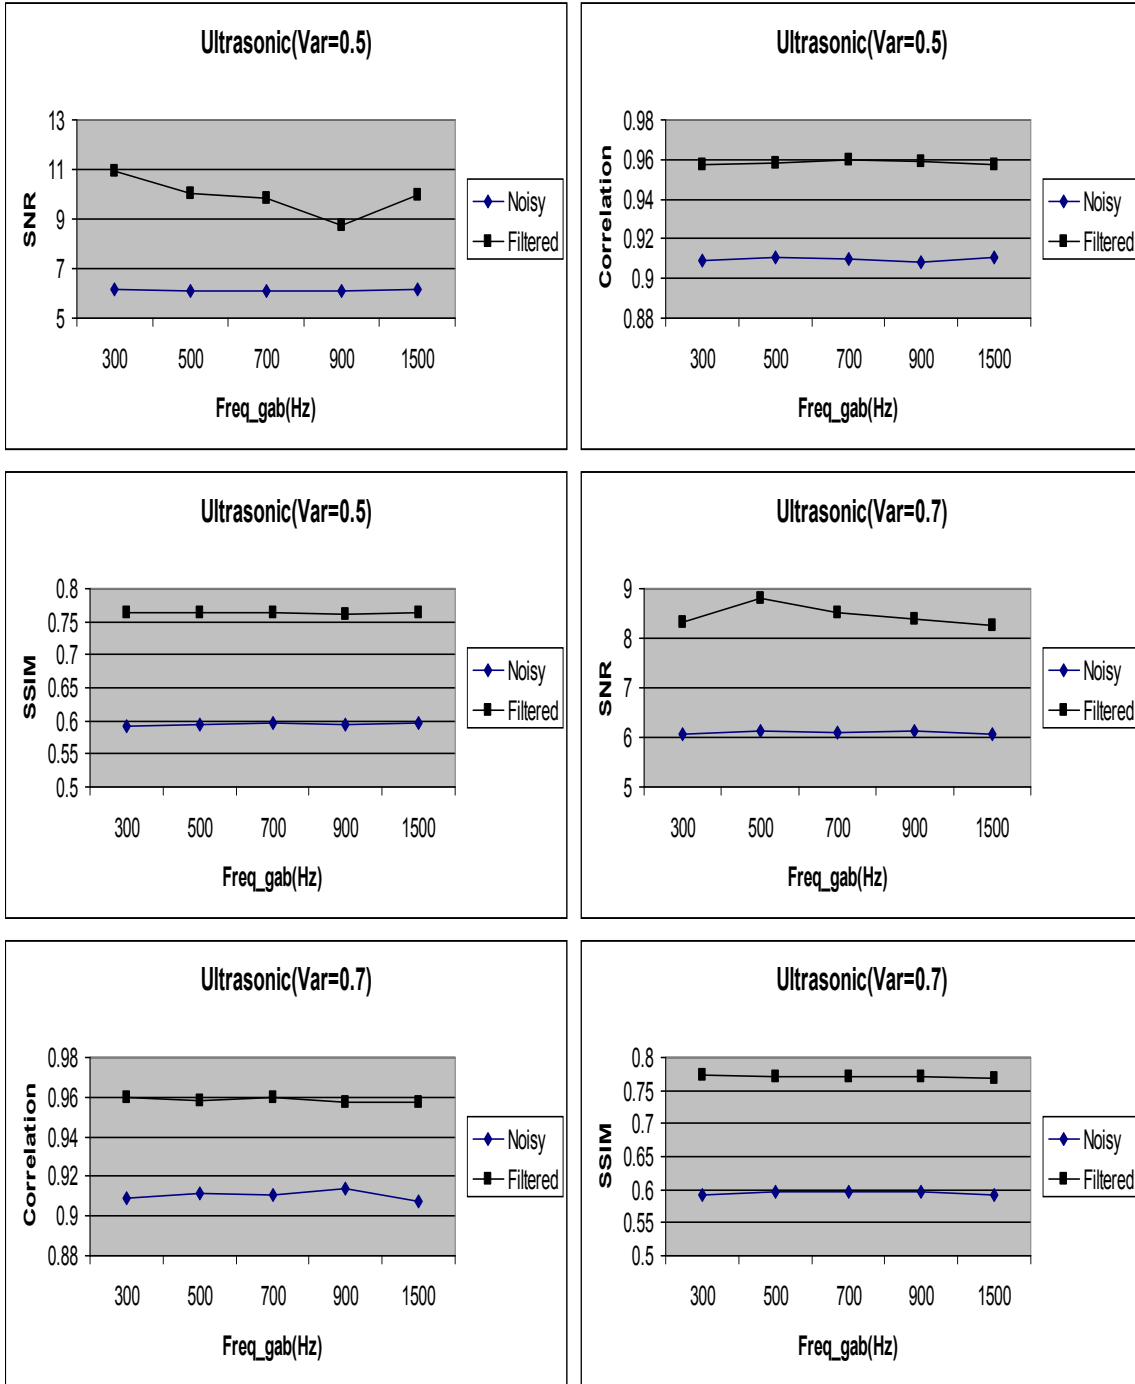 Ultrasonic(Var=0.5)
13
11
9
7
5
SNR
300 500 700 900 1500
Freq_gab(Hz)
Noisy
Filtered
Ultrasonic(Var=0.5)
0.98
0.96
0.94
0.92
0.9
0.88
Correlation
300 500 700 900 1500
Freq_gab(Hz)
Noisy
Filtered
Ultrasonic(Var=0.5)
0.8
0.75
0.7
0.65
0.6
0.55
0.5
SSIM
300 500 700 900 1500
Freq_gab(Hz)
Noisy
Filtered
Ultrasonic(Var=0.7)
9
8
7
6
5
SNR
300 500 700 900 1500
Freq_gab(Hz)
Noisy
Filtered
Ultrasonic(Var=0.7)
0.98
0.96
0.94
0.92
0.9
0.88
Correlation
300 500 700 900 1500
Freq_gab(Hz)
Noisy
Filtered
Ultrasonic(Var=0.7)
0.8
0.75
0.7
0.65
0.6
0.55
0.5
SSIM
300 500 700 900 1500
Freq_gab(Hz)
Noisy
Filtered